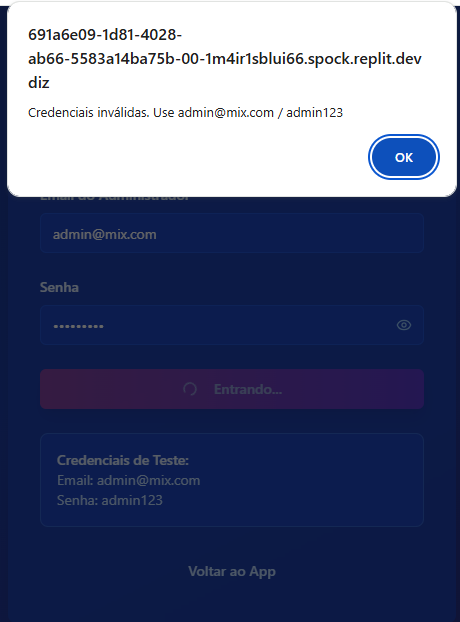 691a6e09-1d81-4028-
ab66-5583a14ba75b-00-1m4ir1sblui66.spock.replit.dev
diz
Credenciais inválidas. Use admin@mix.com / admin123
OK
Email do Administrador
admin@mix.com
Senha
•••••••••
Entrando...
Credenciais de Teste:
Email: admin@mix.com
Senha: admin123
Voltar ao App